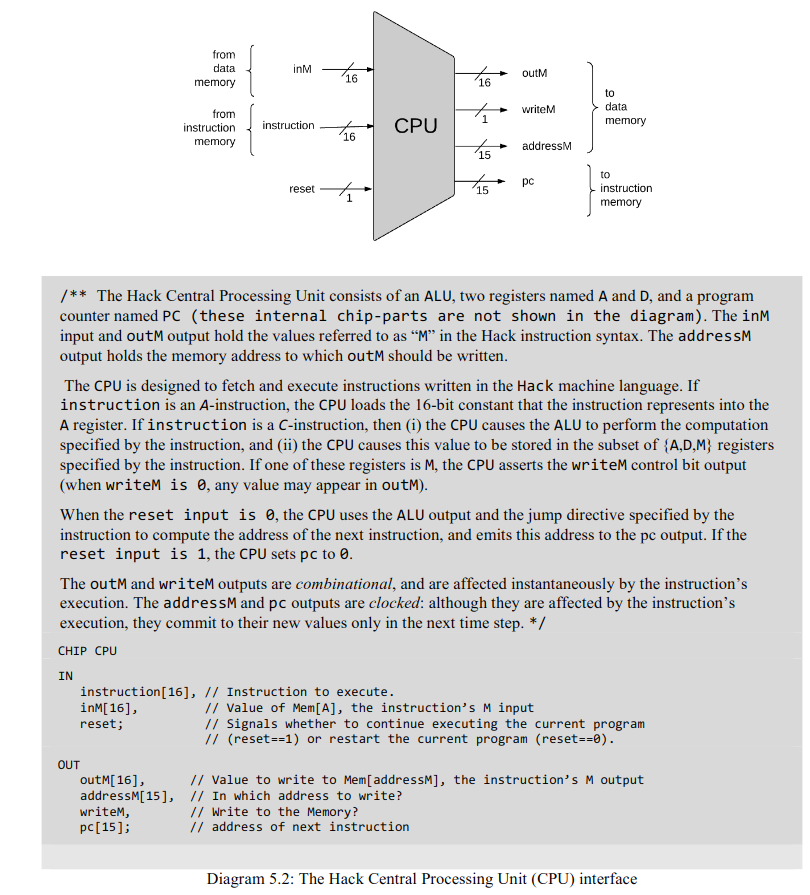 from
data
memory
inM
16
from
instruction
memory
instruction
16
reset
1
CPU
16
outM
1
writeM
15
addressM
15
pc
to
data
memory
to
instruction
memory
/** The Hack Central Processing Unit consists of an ALU, two registers named A and D, and a program
counter named PC (these internal chip-parts are not shown in the diagram). The inM
input and outM output hold the values referred to as “M” in the Hack instruction syntax. The addressM
output holds the memory address to which outM should be written.
The CPU is designed to fetch and execute instructions written in the Hack machine language. If
instruction is an A-instruction, the CPU loads the 16-bit constant that the instruction represents into the
A register. If instruction is a C-instruction, then (i) the CPU causes the ALU to perform the computation
specified by the instruction, and (ii) the CPU causes this value to be stored in the subset of {A,D,M} registers
specified by the instruction. If one of these registers is M, the CPU asserts the writeM control bit output
(when writeM is 0, any value may appear in outM).
When the reset input is 0, the CPU uses the ALU output and the jump directive specified by the
instruction to compute the address of the next instruction, and emits this address to the pc output. If the
reset input is 1, the CPU sets pc to 0.
The outM and writeM outputs are combinational, and are affected instantaneously by the instruction’s
execution. The addressM and pc outputs are clocked: although they are affected by the instruction’s
execution, they commit to their new values only in the next time step. */
CHIP CPU
IN
instruction[16], // Instruction to execute.
inM[16], // Value of Mem[A], the instruction’s M input
reset; // Signals whether to continue executing the current program
// (reset==1) or restart the current program (reset==0).
OUT
outM[16], // Value to write to Mem[addressM], the instruction’s M output
addressM[15], // In which address to write?
writeM, // Write to the Memory?
pc[15]; // address of next instruction
Diagram 5.2: The Hack Central Processing Unit (CPU) interface